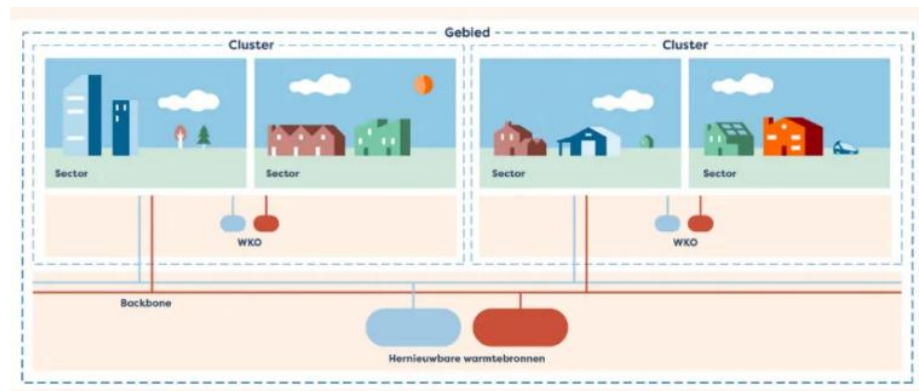 Gebied
Cluster
Cluster
Sector
Sector
Sector
Sector
WKO
WKO
Backbone
Hernieuwbare warmtebronnen